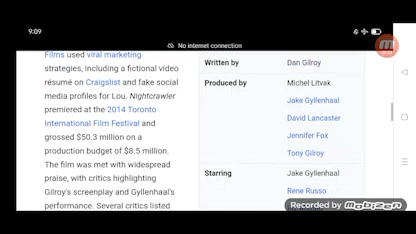 9:09
No internet connection
Films used viral marketing
strategies, including a fictional video
résumé on Craigslist and fake social
media profiles for Lou. Nightcrawler
premiered at the 2014 Toronto
International Film Festival and
grossed $50.3 million on a
production budget of $8.5 million.
The film was met with widespread
praise, with critics highlighting
Gilroy's screenplay and Gyllenhaal's
performance. Several critics listed
Written by Dan Gilroy
Produced by Michel Litvak
Jake Gyllenhaal
David Lancaster
Jennifer Fox
Tony Gilroy
Starring Jake Gyllenhaal
Rene Russo
Recorded by MOBIZEN